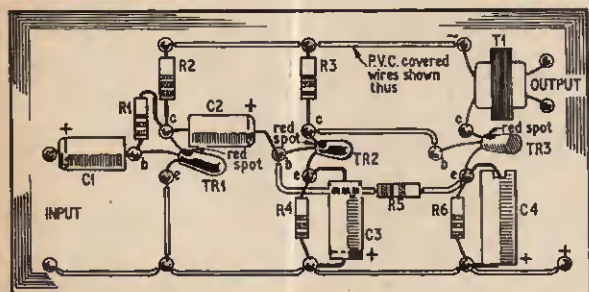 R2
R3
P.V.C. covered
wires shown
thus
−
T1
OUTPUT
R1
C2
+
+
c
c
c
red spot
red spot
red spot
C1
b
b
b
TR1
TR2
TR3
e
e
e
INPUT
R4
R5
R6
C3
C4
+
+
+